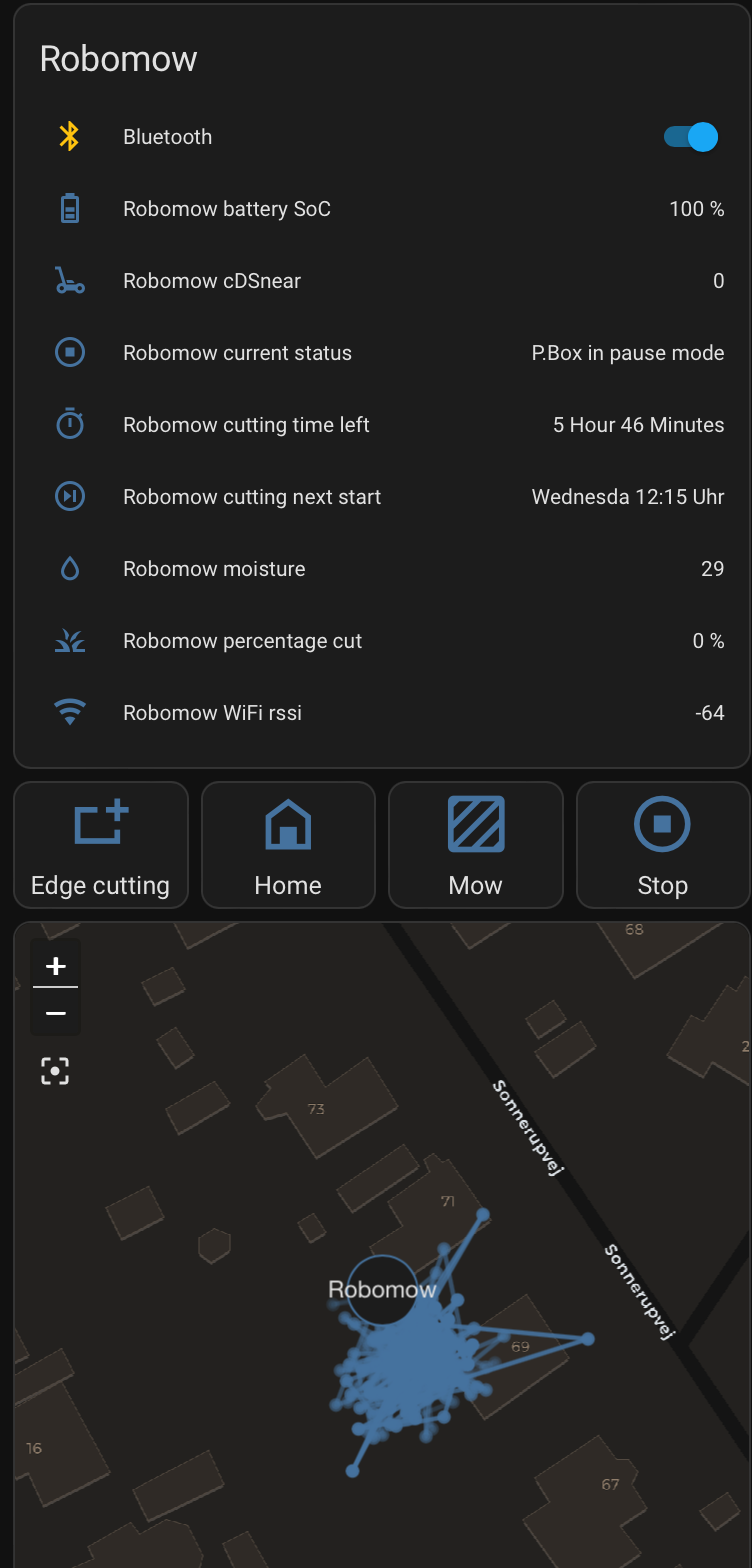 Robomow
Bluetooth
Robomow battery SoC 100 %
Robomow cDSnear 0
Robomow current status P.Box in pause mode
Robomow cutting time left 5 Hour 46 Minutes
Robomow cutting next start Wednesda 12:15 Uhr
Robomow moisture 29
Robomow percentage cut 0 %
Robomow WiFi rssi -64
Edge cutting Home Mow Stop
68
+
−
2
73
Sonnerupvej
71
Robomow
Sonnerupvej
69
16
67